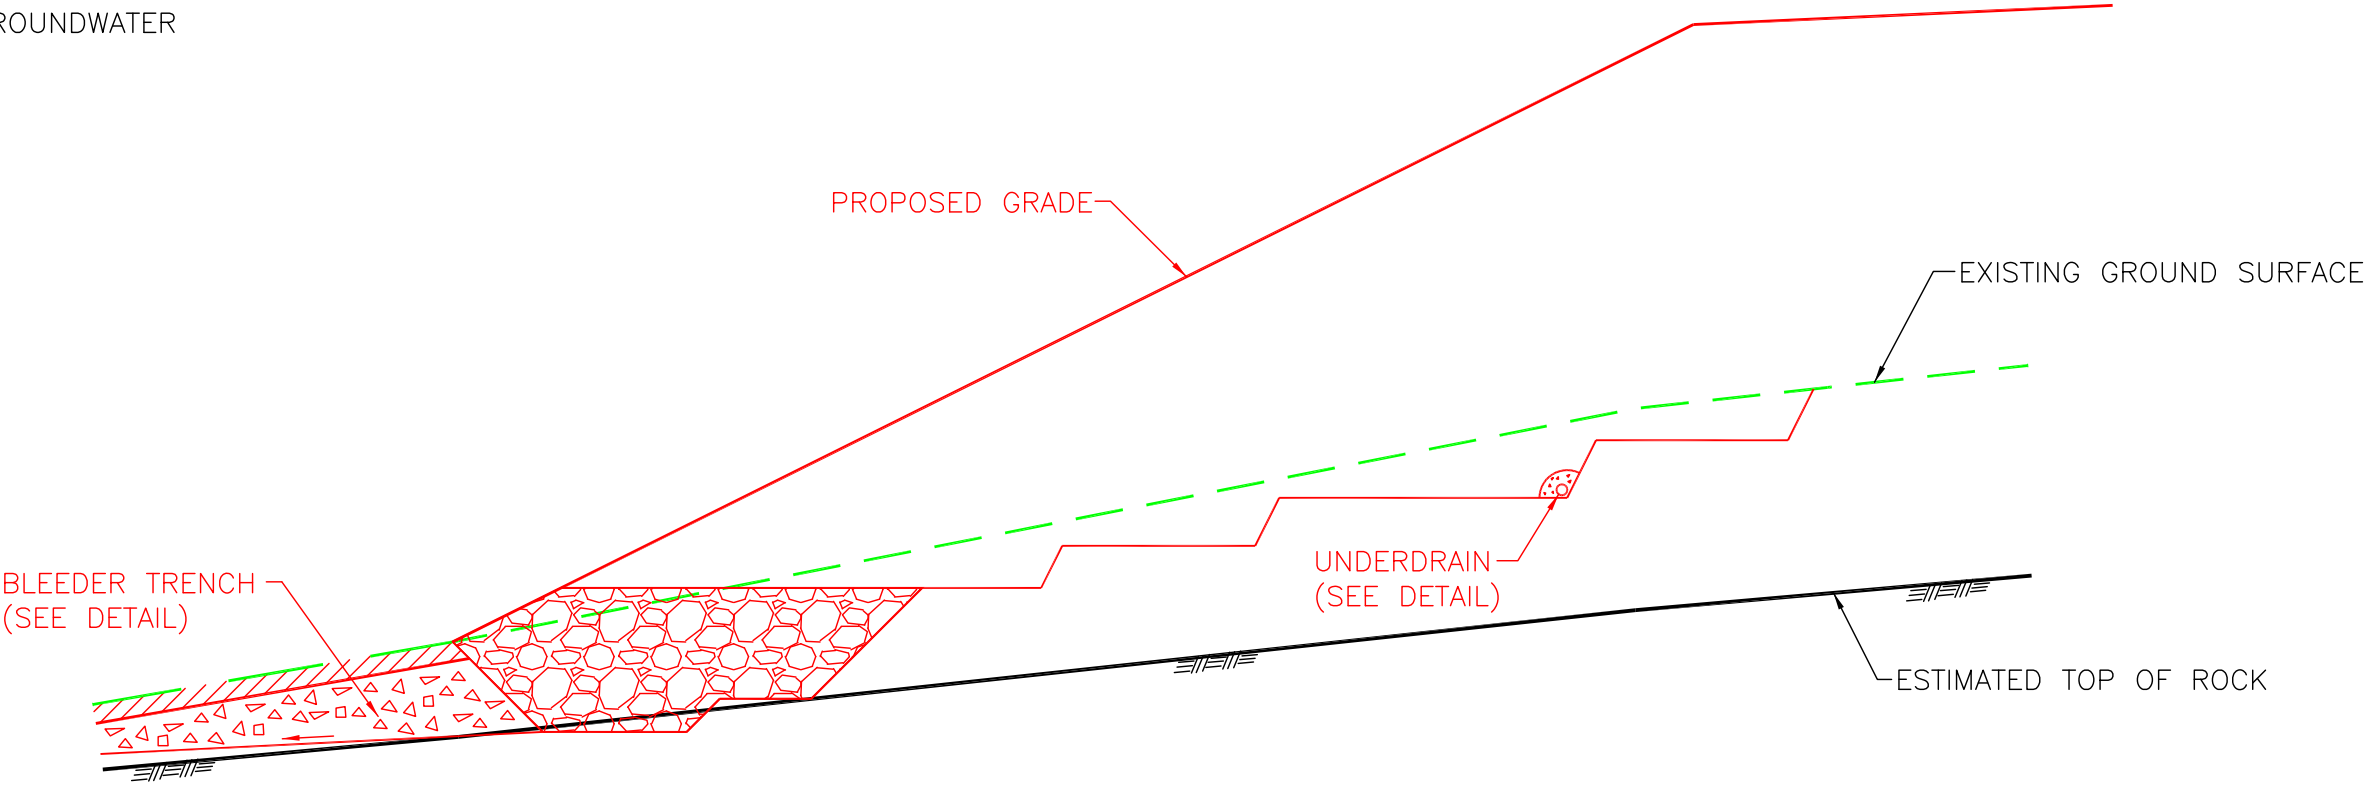 ROUNDWATER
PROPOSED GRADE
EXISTING GROUND SURFACE
BLEEDER TRENCH
(SEE DETAIL)
UNDERDRAIN
(SEE DETAIL)
ESTIMATED TOP OF ROCK